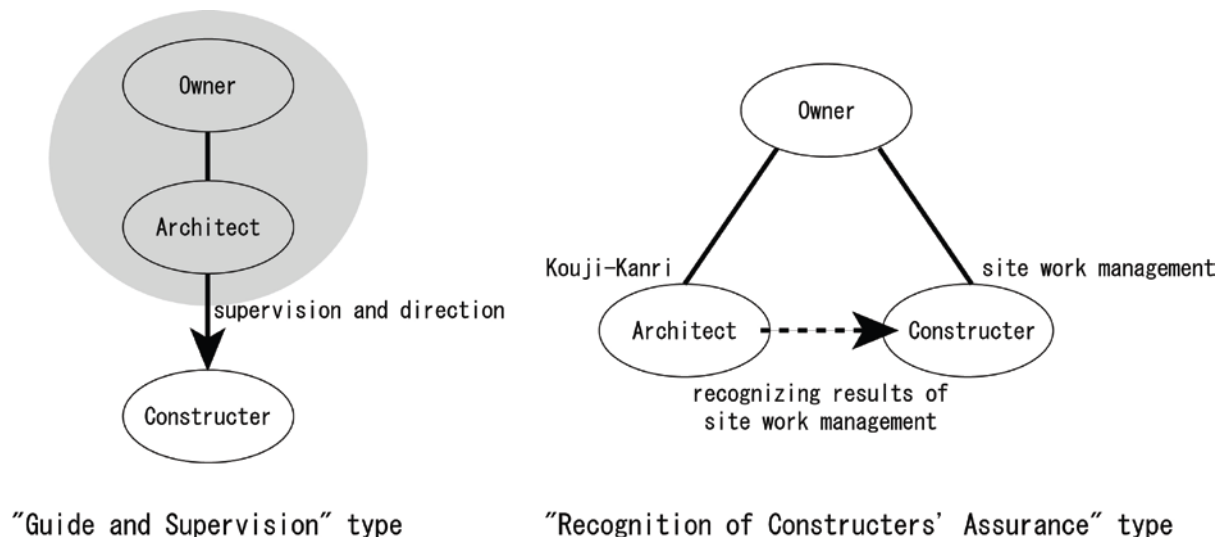 Owner
Architect
supervision and direction
Constructer
"Guide and Supervision" type
Owner
Kouji-Kanri
site work management
Architect
Constructer
recognizing results of
site work management
"Recognition of Constructers' Assurance" type